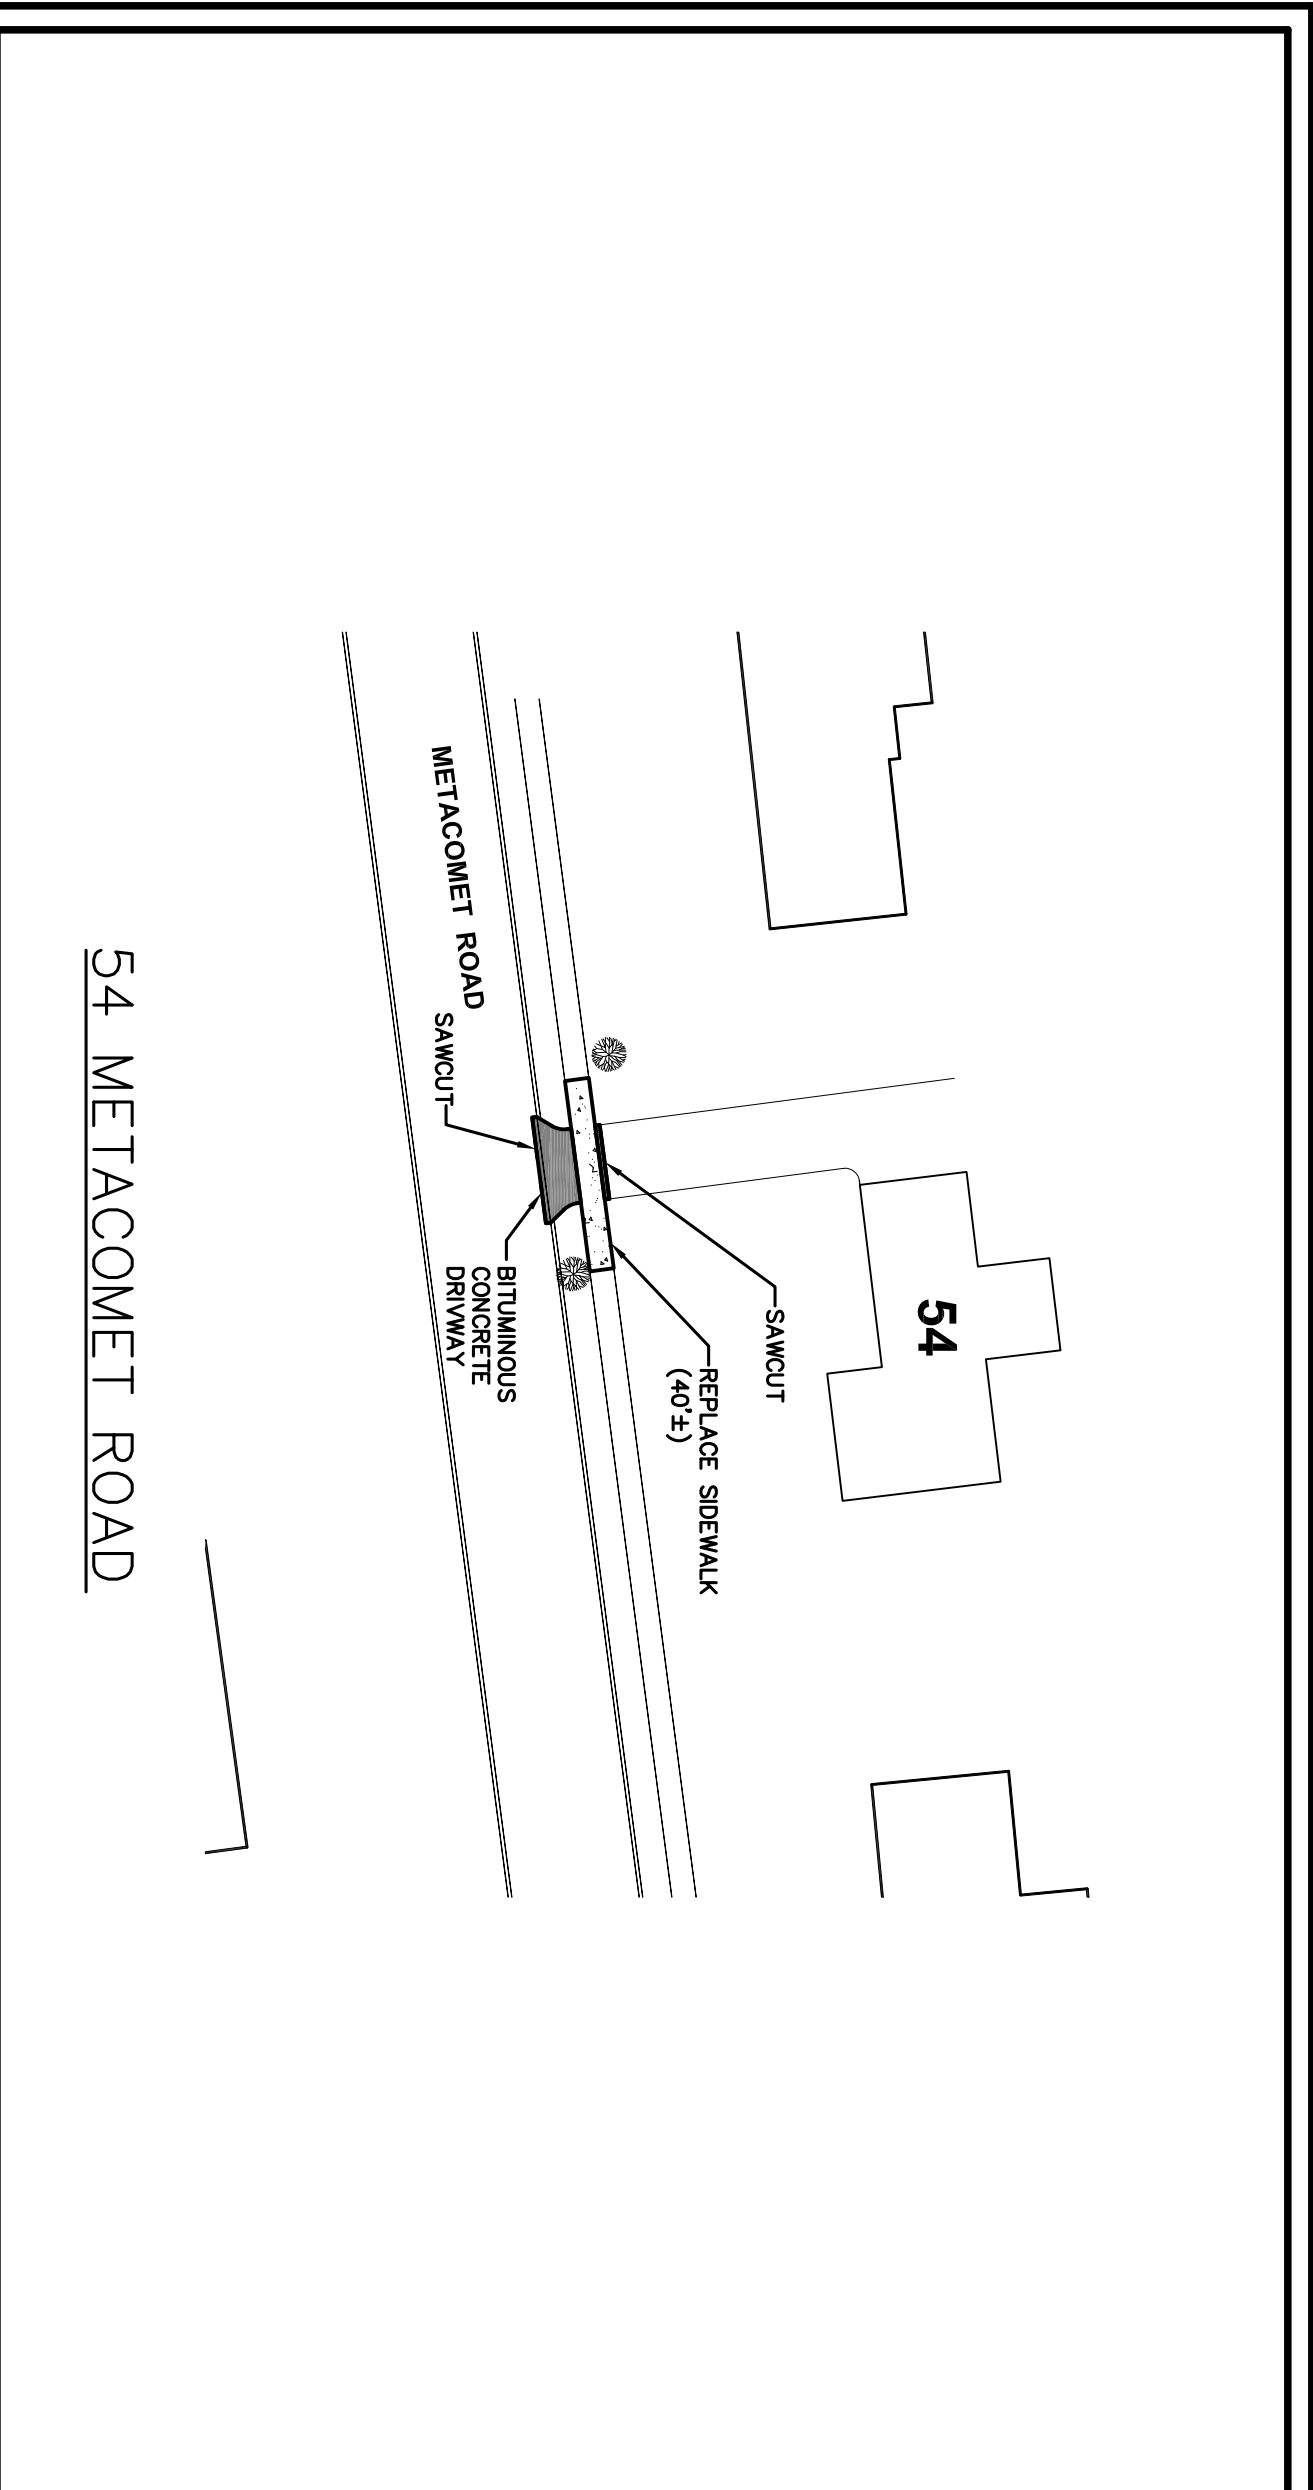 54
SAWCUT
REPLACE SIDEWALK
(40'±)
METACOMET ROAD
SAWCUT
BITUMINOUS
CONCRETE
DRIVWAY
54 METACOMET ROAD